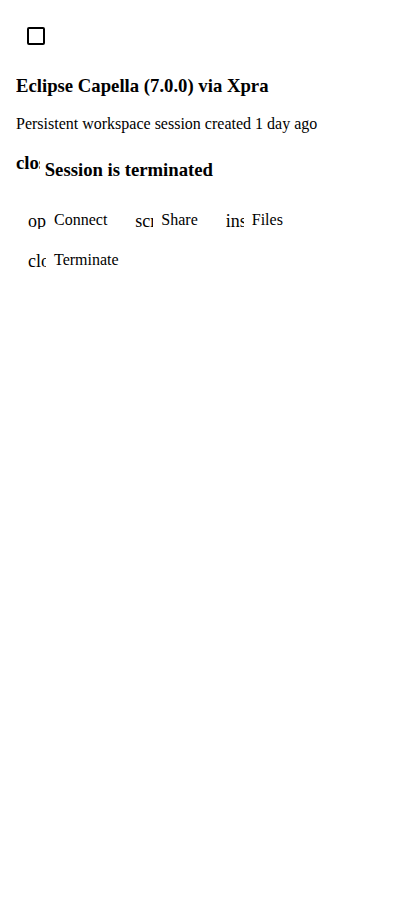 Eclipse Capella (7.0.0) via Xpra
Persistent workspace session created 1 day ago
clo Session is terminated
op Connect scr Share ins Files
clo Terminate